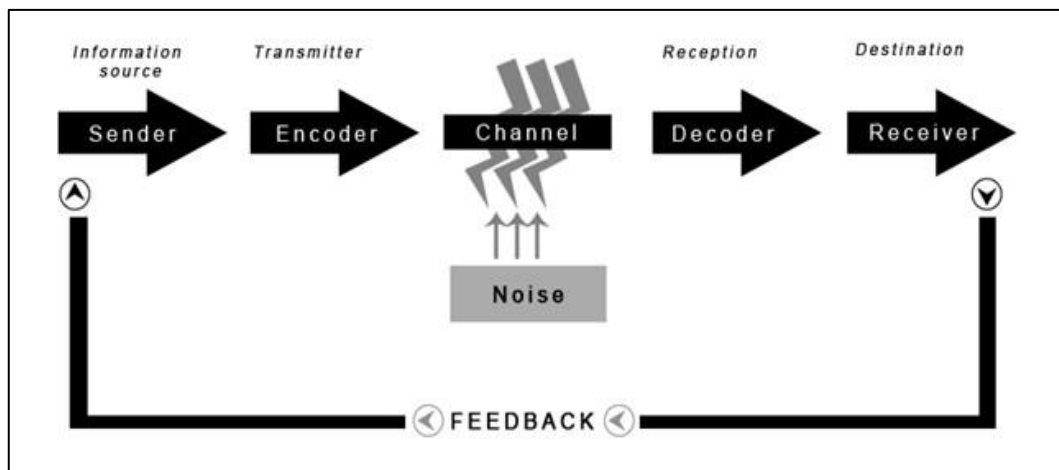 Information
source
Transmitter
Reception
Destination
Sender
Encoder
Channel
Decoder
Receiver
Noise
FEEDBACK